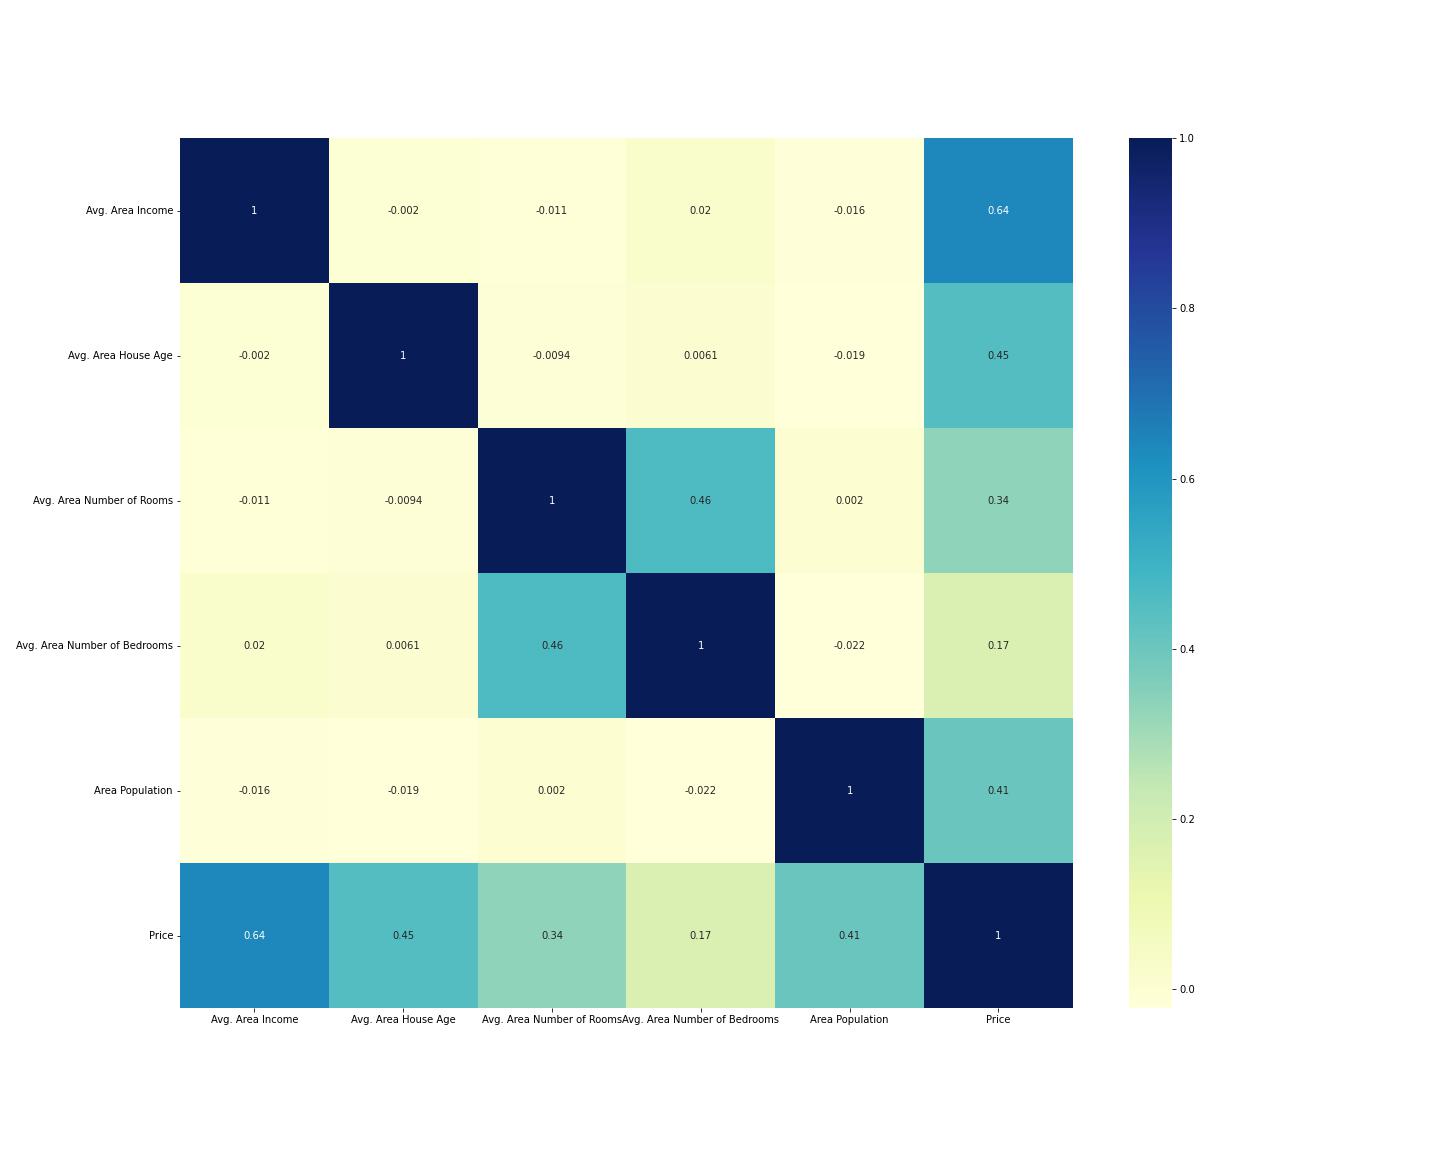 1.0
Avg. Area Income 1 -0.002 -0.011 0.02 -0.016 0.64
0.8
Avg. Area House Age -0.002 1 -0.0094 0.0061 -0.019 0.45
0.6
Avg. Area Number of Rooms -0.011 -0.0094 1 0.46 0.002 0.34
Avg. Area Number of Bedrooms 0.02 0.0061 0.46 1 -0.022 0.17
0.4
Area Population -0.016 -0.019 0.002 -0.022 1 0.41
0.2
Price 0.64 0.45 0.34 0.17 0.41 1
0.0
Avg. Area Income Avg. Area House Age Avg. Area Number of Rooms Avg. Area Number of Bedrooms Area Population Price